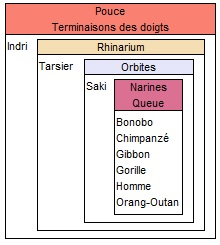 Pouce
Terminaisons des doigts
Indri
Rhinarium
Tarsier
Orbites
Saki
Narines
Queue
Bonobo
Chimpanzé
Gibbon
Gorille
Homme
Orang-Outan